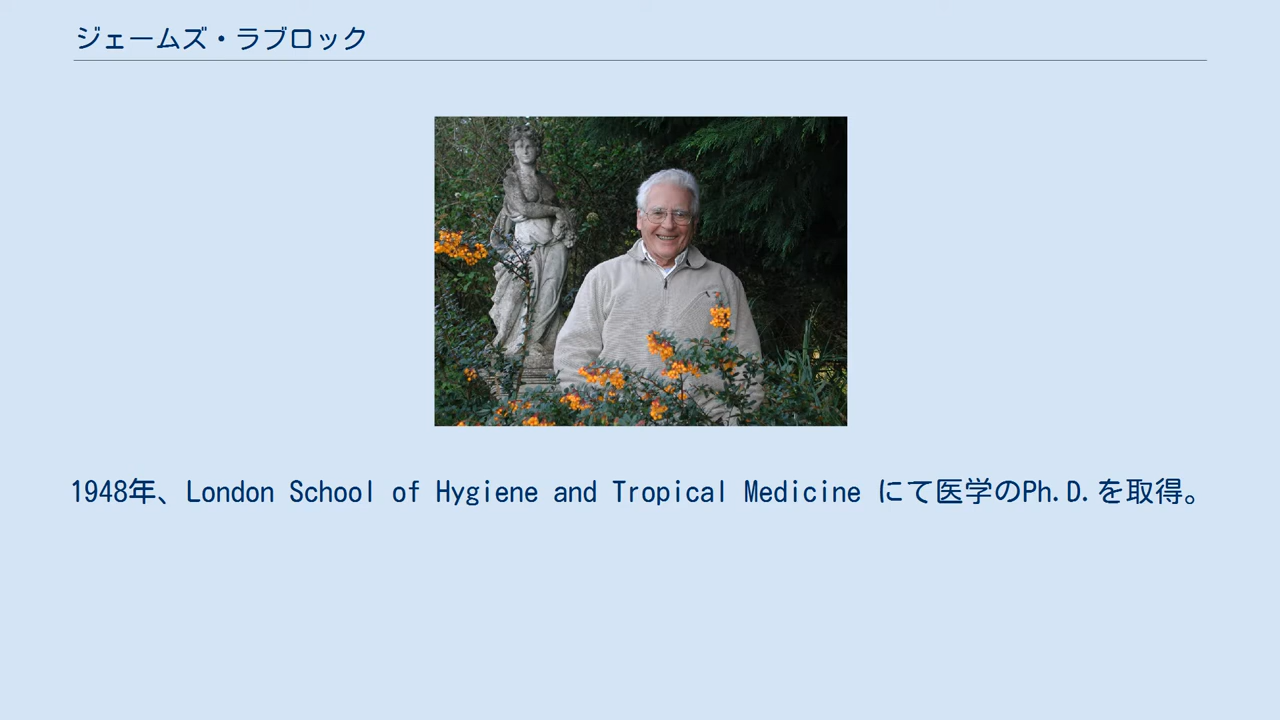 ジェームズ・ラブロック
1948年、London School of Hygiene and Tropical Medicine にて医学のPh.D.を取得。